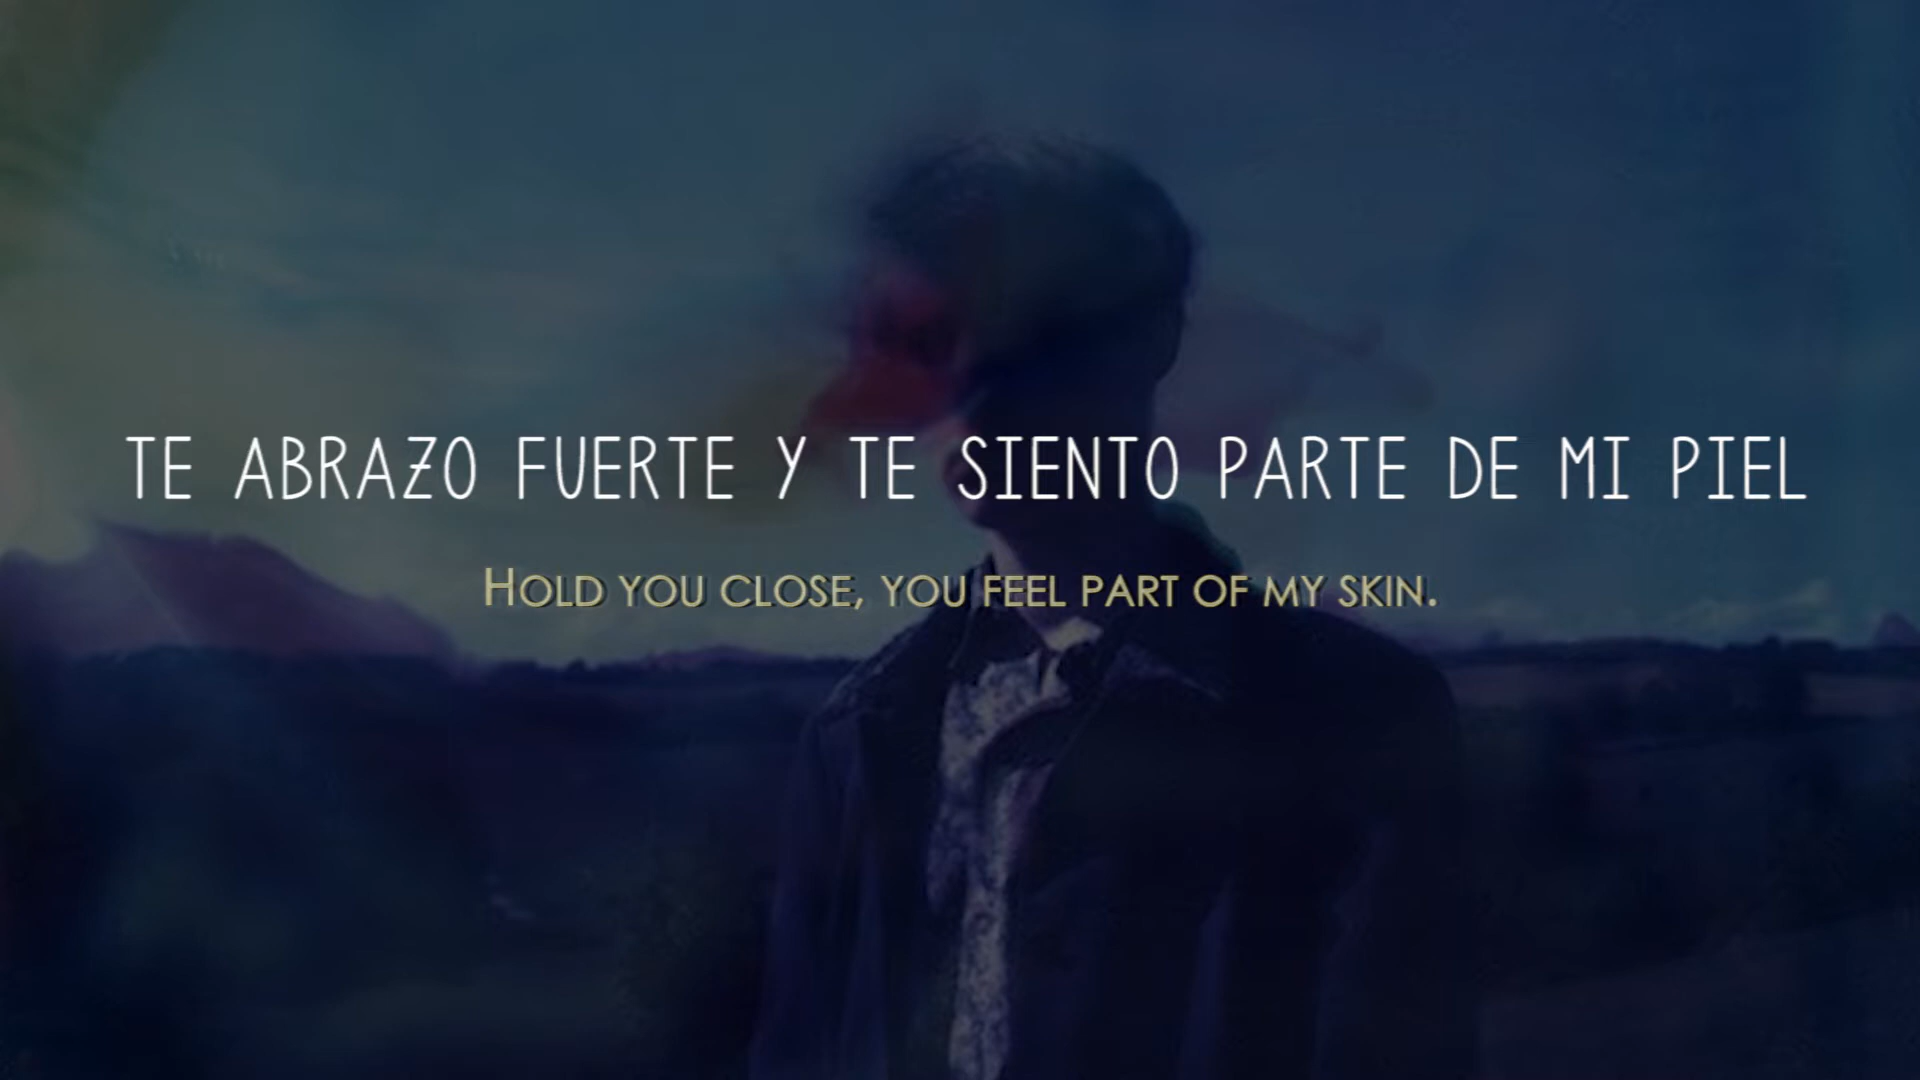 TE ABRAZO FUERTE Y TE SIENTO PARTE DE MI PIEL
HOLD YOU CLOSE, YOU FEEL PART OF MY SKIN.